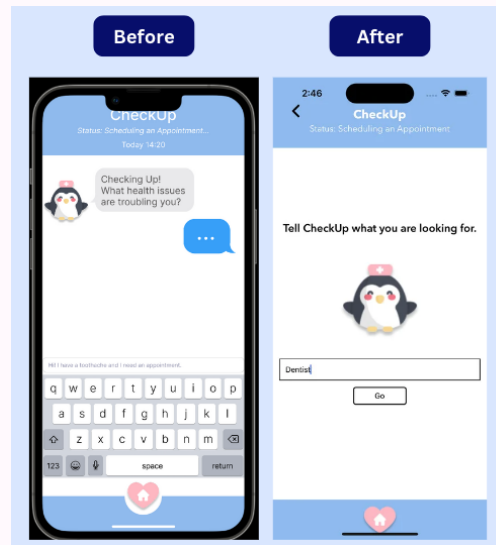 Before
After
CheckUp
Status: Scheduling an Appointment...
Today 14:20
Checking Up!
What health issues
are troubling you?
...
Hi! I have a toothache and I need an appointment.
q w e r t y u i o p
a s d f g h j k l
z x c v b n m
123 space return
2:46
CheckUp
Status: Scheduling an Appointment
Tell CheckUp what you are looking for.
Dentist
Go